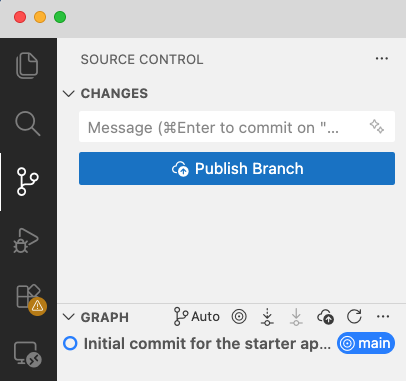 SOURCE CONTROL
CHANGES
Message (⌘Enter to commit on "...
Publish Branch
GRAPH Auto
Initial commit for the starter ap... main